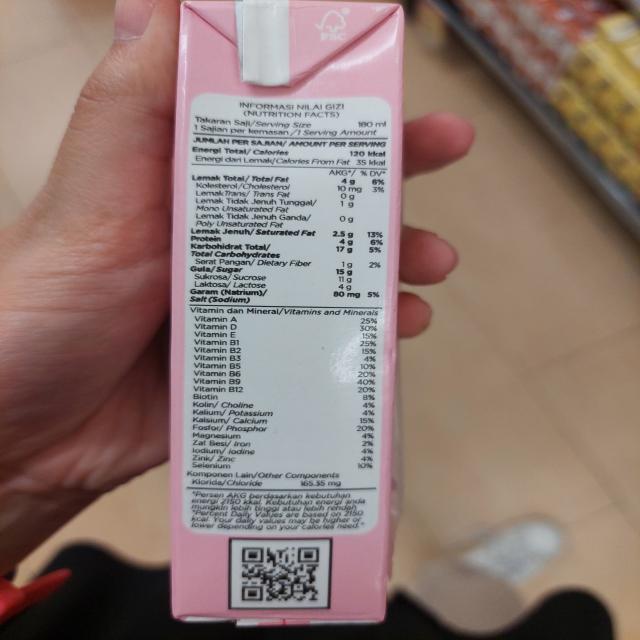 FSC
INFORMASI NILAI GIZI
(NUTRITION FACTS)
Takaran Saji/Serving Size 180 ml
1 Sajian per kemasan/1 Serving Amount
JUMLAH PER SAJIAN/ AMOUNT PER SERVING
Energi Total/ Calories 120 kkal
Energi dari Lemak/Calories From Fat 35 kkal
AKG*/ % DV*
Lemak Total/ Total Fat 4 g 6%
Kolesterol/Cholesterol 10 mg 3%
LemakTrans/ Trans Fat 0 g
Lemak Tidak Jenuh Tunggal/ 1 g
Mono Unsaturated Fat
Lemak Tidak Jenuh Ganda/ 0 g
Poly Unsaturated Fat
Lemak Jenuh/ Saturated Fat 2.5 g 13%
Protein 4 g 6%
Karbohidrat Total/ 17 g 5%
Total Carbohydrates
Serat Pangan/ Dietary Fiber 1 g 2%
Gula/Sugar 15 g
Sukrosa/ Sucrose 11 g
Laktosa/ Lactose 4 g
Garam (Natrium)/ 80 mg 5%
Salt (Sodium)
Vitamin dan Mineral/Vitamins and Minerals
Vitamin A 25%
Vitamin D 30%
Vitamin E 15%
Vitamin B1 25%
Vitamin B2 15%
Vitamin B3 4%
Vitamin B5 10%
Vitamin B6 20%
Vitamin B9 40%
Vitamin B12 20%
Biotin 8%
Kolin/ Choline 4%
Kalium/ Potassium 4%
Kalsium/ Calcium 15%
Fosfor/ Phosphor 20%
Magnesium 4%
Zat Besi/ Iron 2%
Iodium/ Iodine 4%
Zink/ Zinc 4%
Selenium 10%
Komponen Lain/Other Components
Klorida/Chloride 165.35 mg
*Persen AKG berdasarkan kebutuhan
energi 2150 kkal. Kebutuhan energi anda
mungkin lebih tinggi atau lebih rendah.
*Percent Daily Values are based on 2150
kcal. Your daily values may be higher or
lower depending on your calories need.*